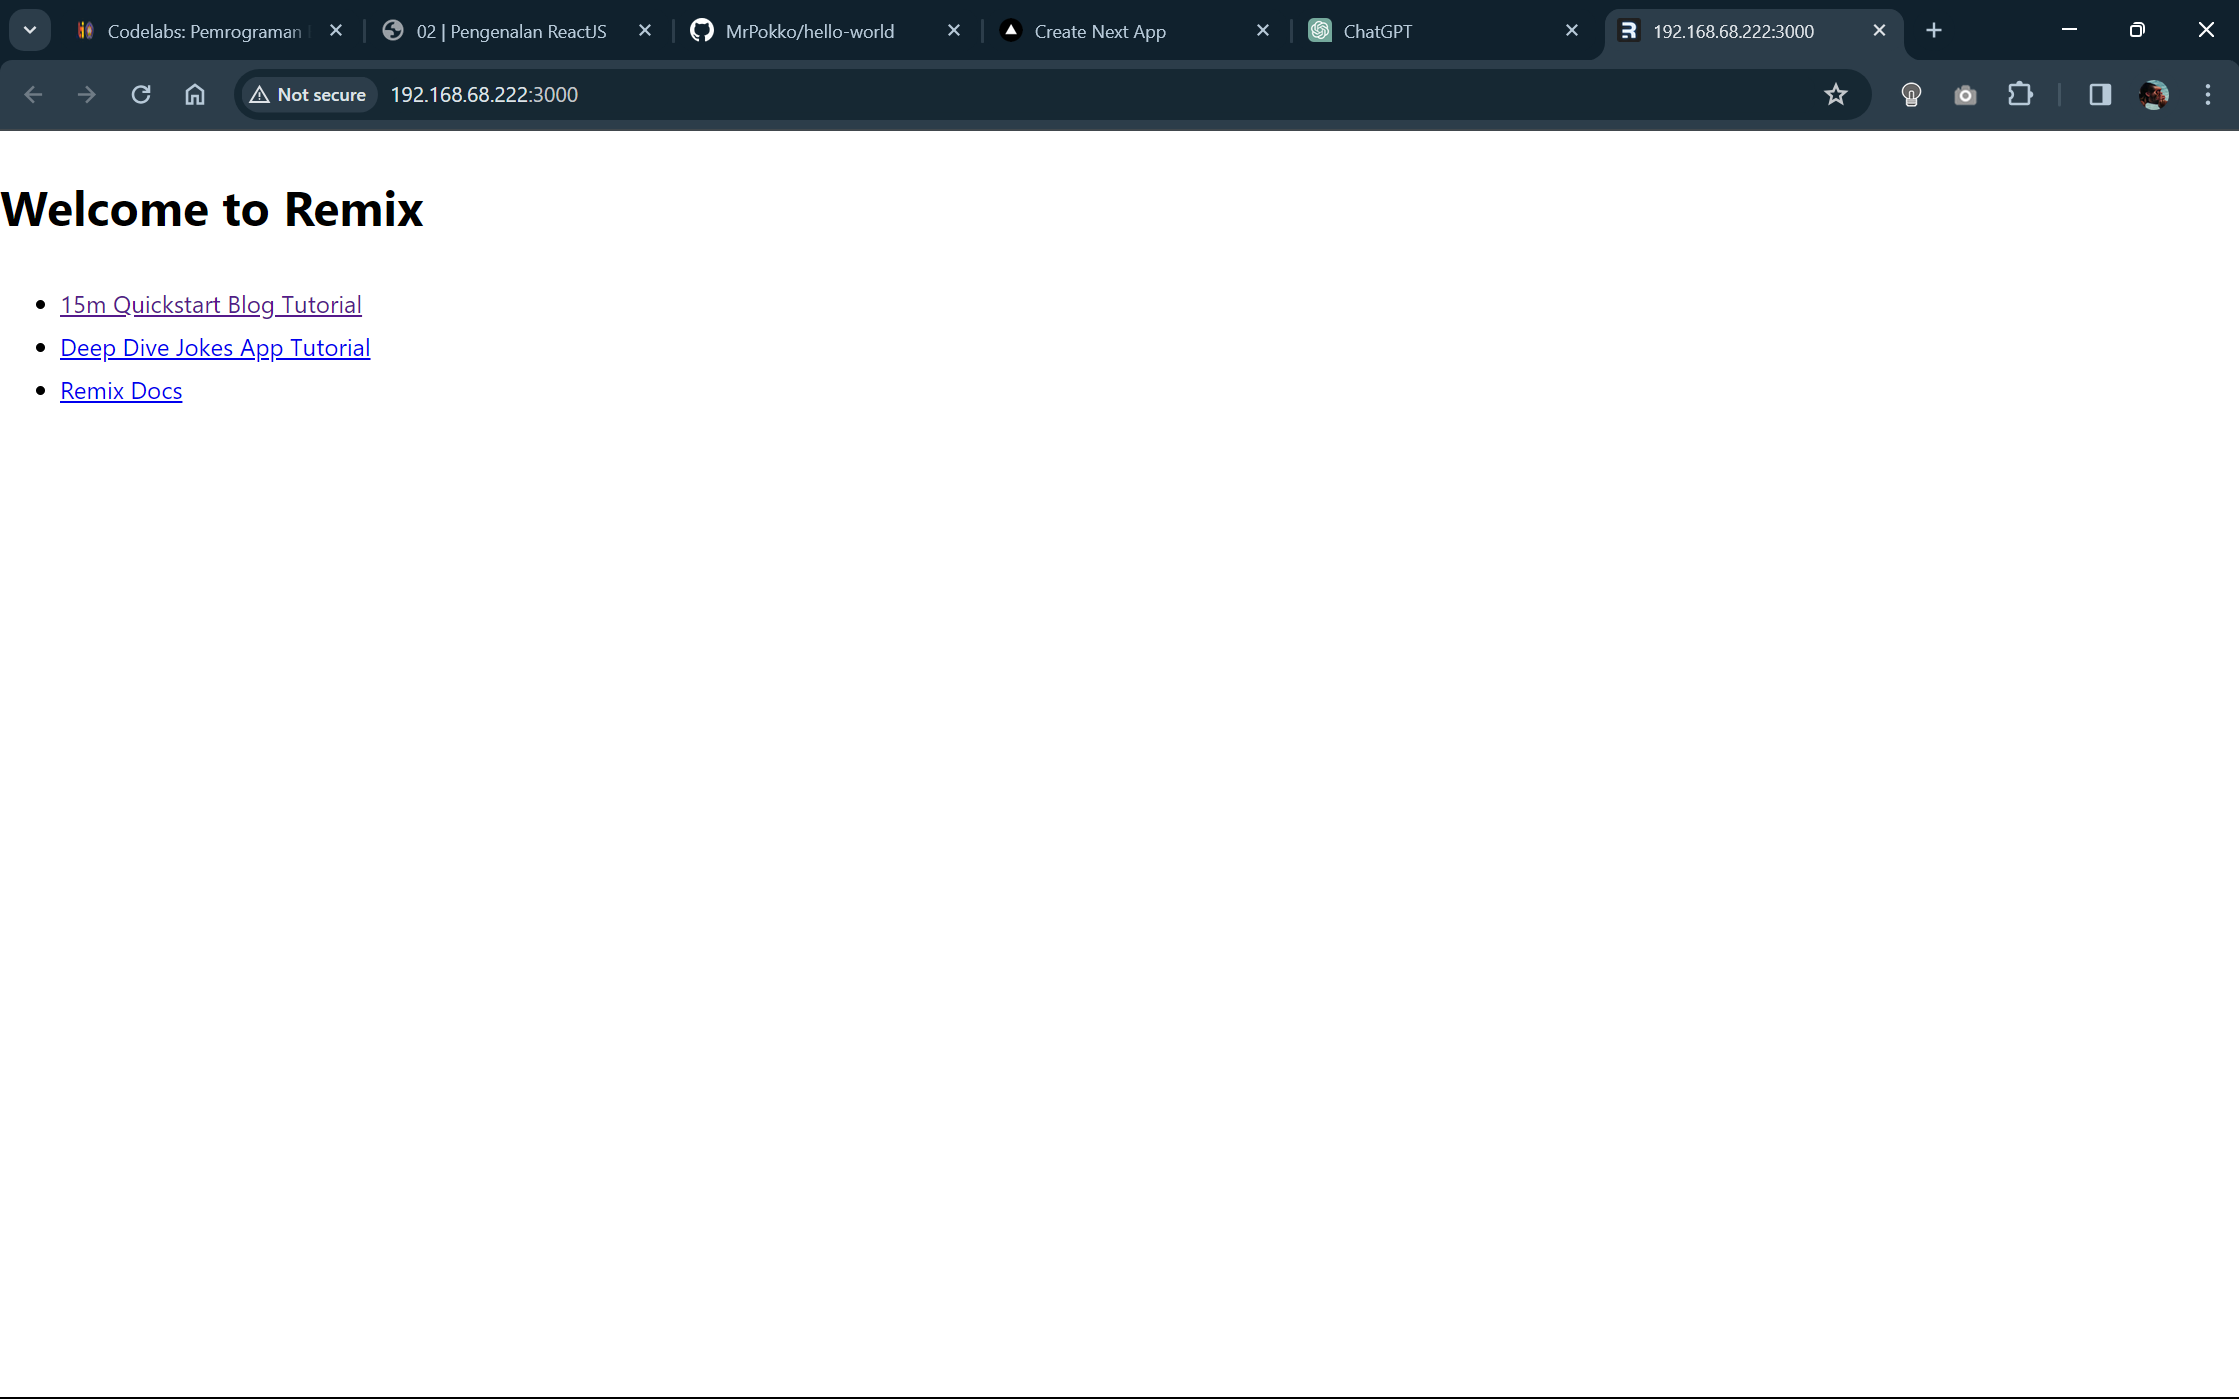 Codelabs: Pemrograman
02 | Pengenalan ReactJS
MrPokko/hello-world
Create Next App
ChatGPT
192.168.68.222:3000
Not secure
192.168.68.222:3000
Welcome to Remix
15m Quickstart Blog Tutorial
Deep Dive Jokes App Tutorial
Remix Docs